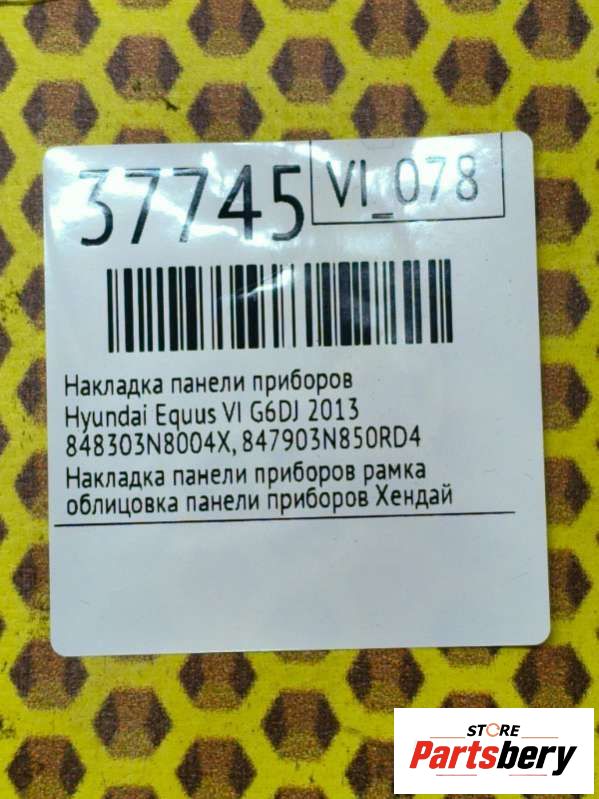 37745
VI_078
Накладка панели приборов
Hyundai Equus VI G6DJ 2013
848303N8004X, 847903N850RD4
Накладка панели приборов рамка
облицовка панели приборов Хендай
STORE
Partsbery